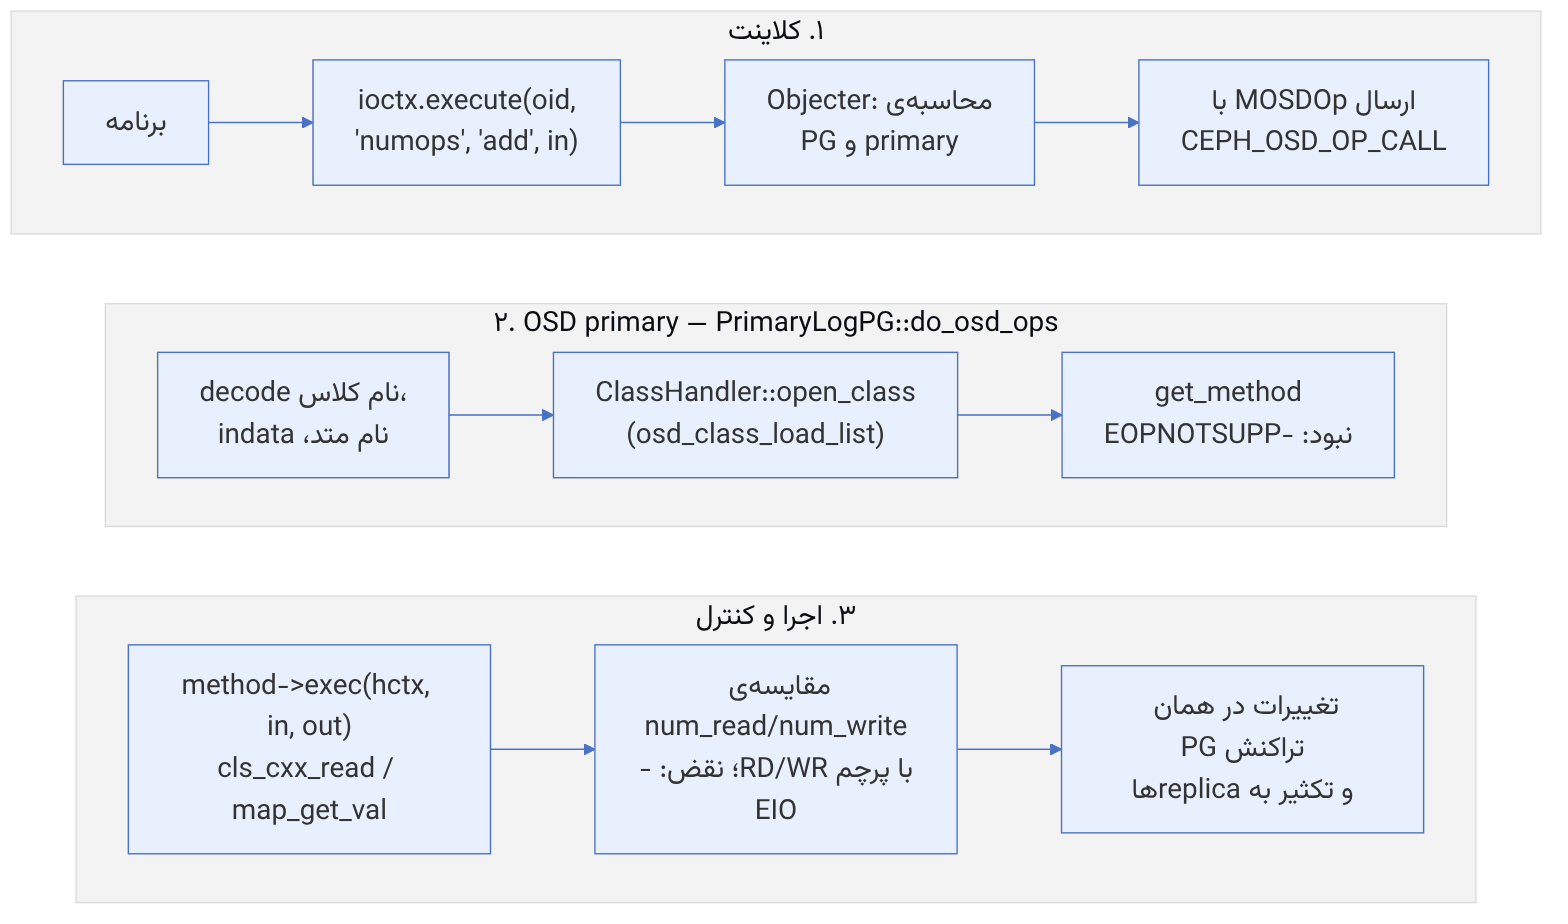 ۱. کلاینت
برنامه
ioctx.execute(oid,
'numops', 'add', in)
Objecter: محاسبه‌ی
PG و primary
ارسال MOSDOp با
CEPH_OSD_OP_CALL
۲. OSD primary — PrimaryLogPG::do_osd_ops
decode نام کلاس،
نام متد، indata
ClassHandler::open_class
(osd_class_load_list)
get_method
نبود: -EOPNOTSUPP
۳. اجرا و کنترل
method->exec(hctx,
in, out)
cls_cxx_read /
map_get_val
مقایسه‌ی
num_read/num_write
با پرچم RD/WR؛ نقض: -
EIO
تغییرات در همان
تراکنش PG
و تکثیر به replicaها